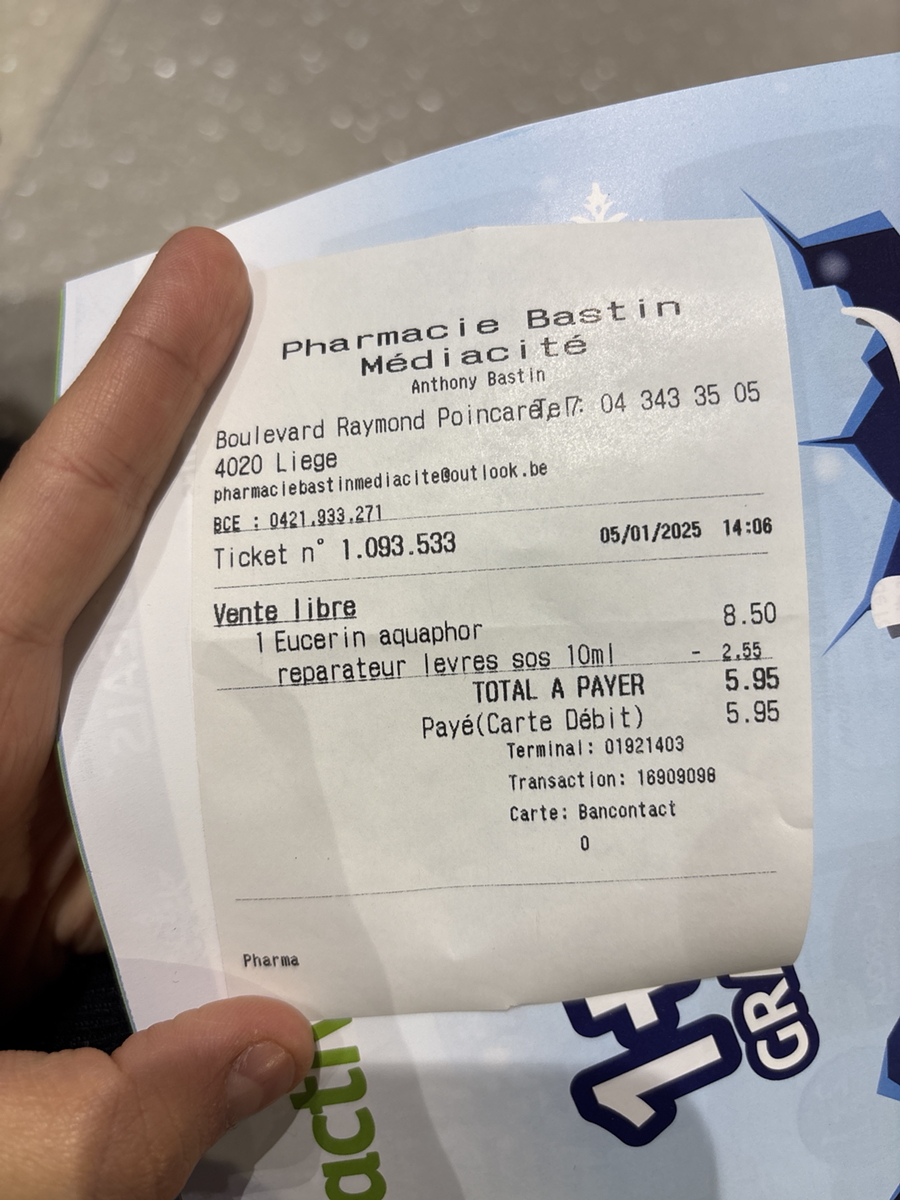 Pharmacie Bastin
Médiacité
Anthony Bastin
Boulevard Raymond Poincaré, 7 Tel : 04 343 35 05
4020 Liege
pharmaciebastinmediacite@outlook.be
BCE : 0421.933.271
Ticket n° 1.093.533 05/01/2025 14:06
Vente libre
1 Eucerin aquaphor 8.50
reparateur levres sos 10ml - 2.55
TOTAL A PAYER 5.95
Payé(Carte Débit) 5.95
Terminal: 01921403
Transaction: 16909098
Carte: Bancontact
0
Pharma
1+